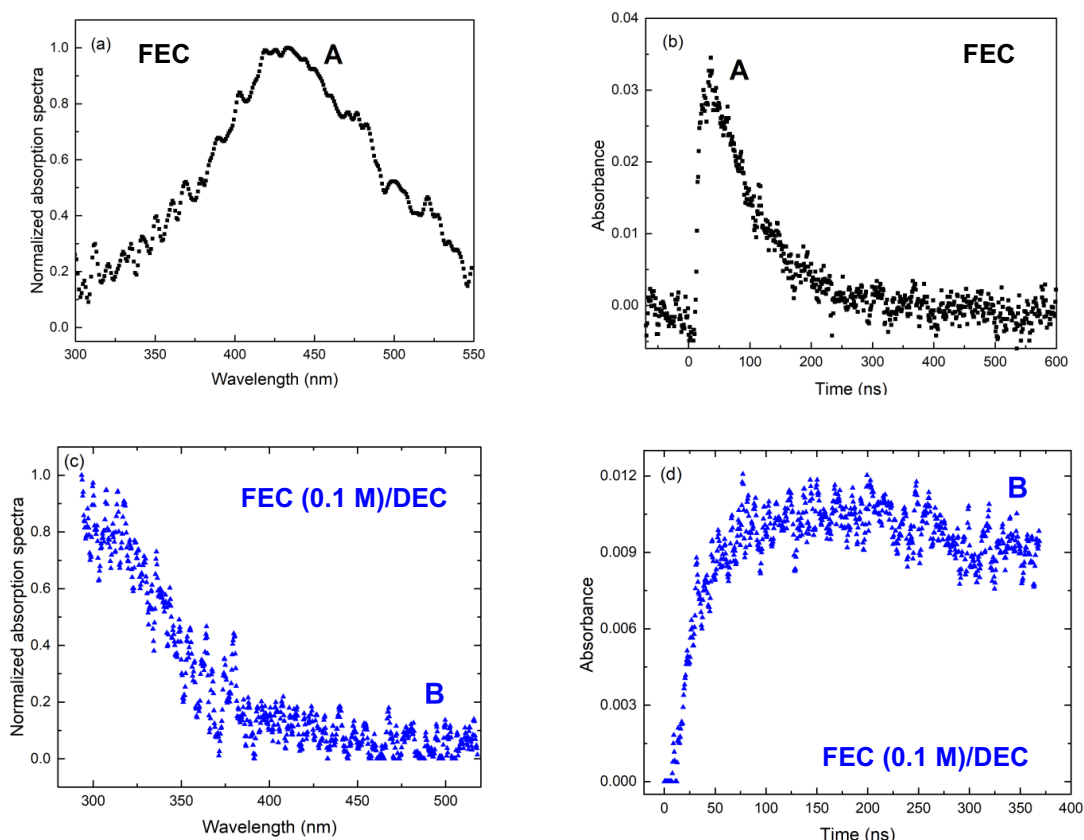 (a)
FEC
A
Normalized absorption spectra
1.0
0.8
0.6
0.4
0.2
0.0
300 350 400 450 500 550
Wavelength (nm)
(b)
FEC
A
Absorbance
0.04
0.03
0.02
0.01
0.00
0 100 200 300 400 500 600
Time (ns)
(c)
FEC (0.1 M)/DEC
B
Normalized absorption spectra
1.0
0.8
0.6
0.4
0.2
0.0
300 350 400 450 500
Wavelength (nm)
(d)
B
FEC (0.1 M)/DEC
Absorbance
0.012
0.009
0.006
0.003
0.000
0 50 100 150 200 250 300 350 400
Time (ns)